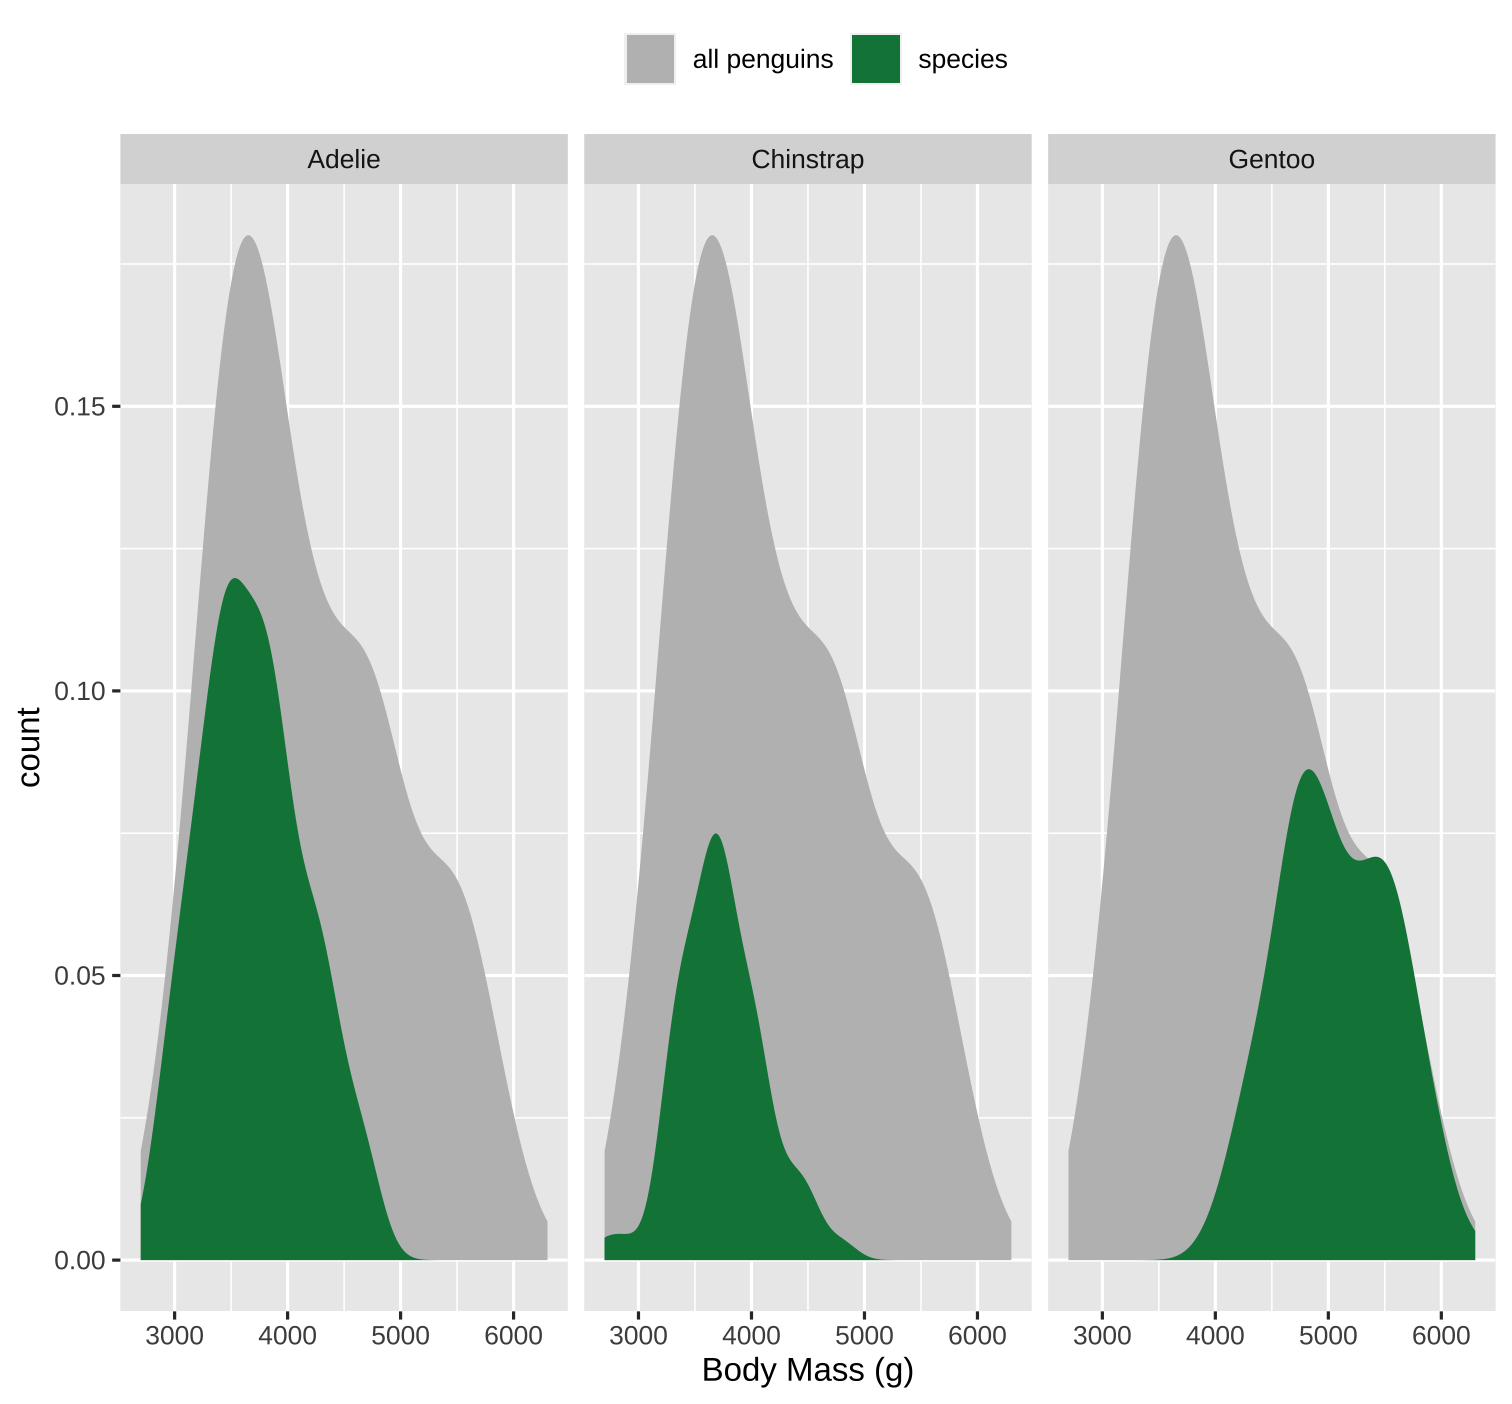 all penguins species
Adelie Chinstrap Gentoo
0.15
0.10
0.05
0.00
count
3000 4000 5000 6000 3000 4000 5000 6000 3000 4000 5000 6000
Body Mass (g)